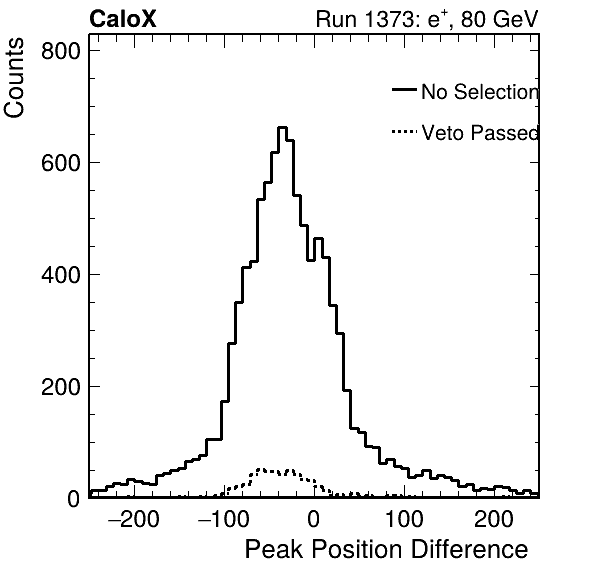 CaloX Run 1373: e⁺, 80 GeV
Counts
800
600
400
200
0
No Selection
Veto Passed
−200 −100 0 100 200
Peak Position Difference